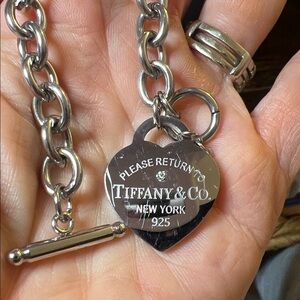 PLEASE RETURN TO
TIFFANY & CO.
NEW YORK
925